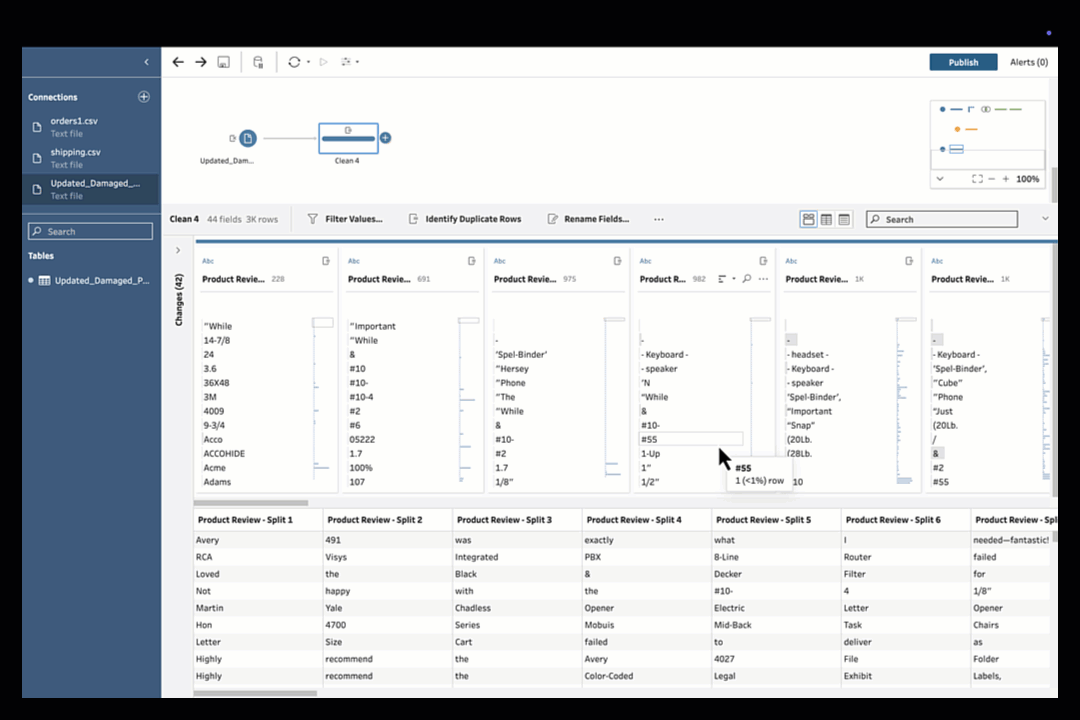 Publish
Alerts (0)
Connections
orders1.csv
Text file
shipping.csv
Text file
Updated_Damaged_...
Text file
Search
Tables
Updated_Damaged_P...
Updated_Dam...
Clean 4
100%
Clean 4 44 fields 3K rows
Filter Values...
Identify Duplicate Rows
Rename Fields...
Search
Changes (42)
Abc
Product Revie... 228
"While
14-7/8
24
3.6
36X48
3M
4009
9-3/4
Acco
ACCOHIDE
Acme
Adams
Abc
Product Revie... 691
"Important
"While
&
#10
#10-
#10-4
#2
#6
05222
1.7
100%
107
Abc
Product Revie... 975
-
'Spel-Binder'
"Hersey
"Phone
"The
"While
&
#10-
#2
1.7
1/8"
Abc
Product R... 982
-
- Keyboard -
- speaker
'N
"While
&
#10-
#55
1-Up
1"
1/2"
#55
1 (<1%) row
Abc
Product Revie... 1K
-
- headset -
- Keyboard -
- speaker
'Spel-Binder',
"Important
"Snap"
(20Lb.
(28Lb.
10
Abc
Product Revie... 1K
-
- Keyboard -
'Spel-Binder',
"Cube"
"Phone
"Just
(20Lb.
/
&
#2
#55
Product Review - Split 1 Product Review - Split 2 Product Review - Split 3 Product Review - Split 4 Product Review - Split 5 Product Review - Split 6 Product Review - Spl
Avery 491 was exactly what I needed—fantastic!
RCA Visys Integrated PBX 8-Line Router failed
Loved the Black & Decker Filter for
Not happy with the #10- 4 1/8"
Martin Yale Chadless Opener Electric Letter Opener
Hon 4700 Series Mobuis Mid-Back Task Chairs
Letter Size Cart failed to deliver as
Highly recommend the Avery 4027 File Folder
Highly recommend the Color-Coded Legal Exhibit Labels,